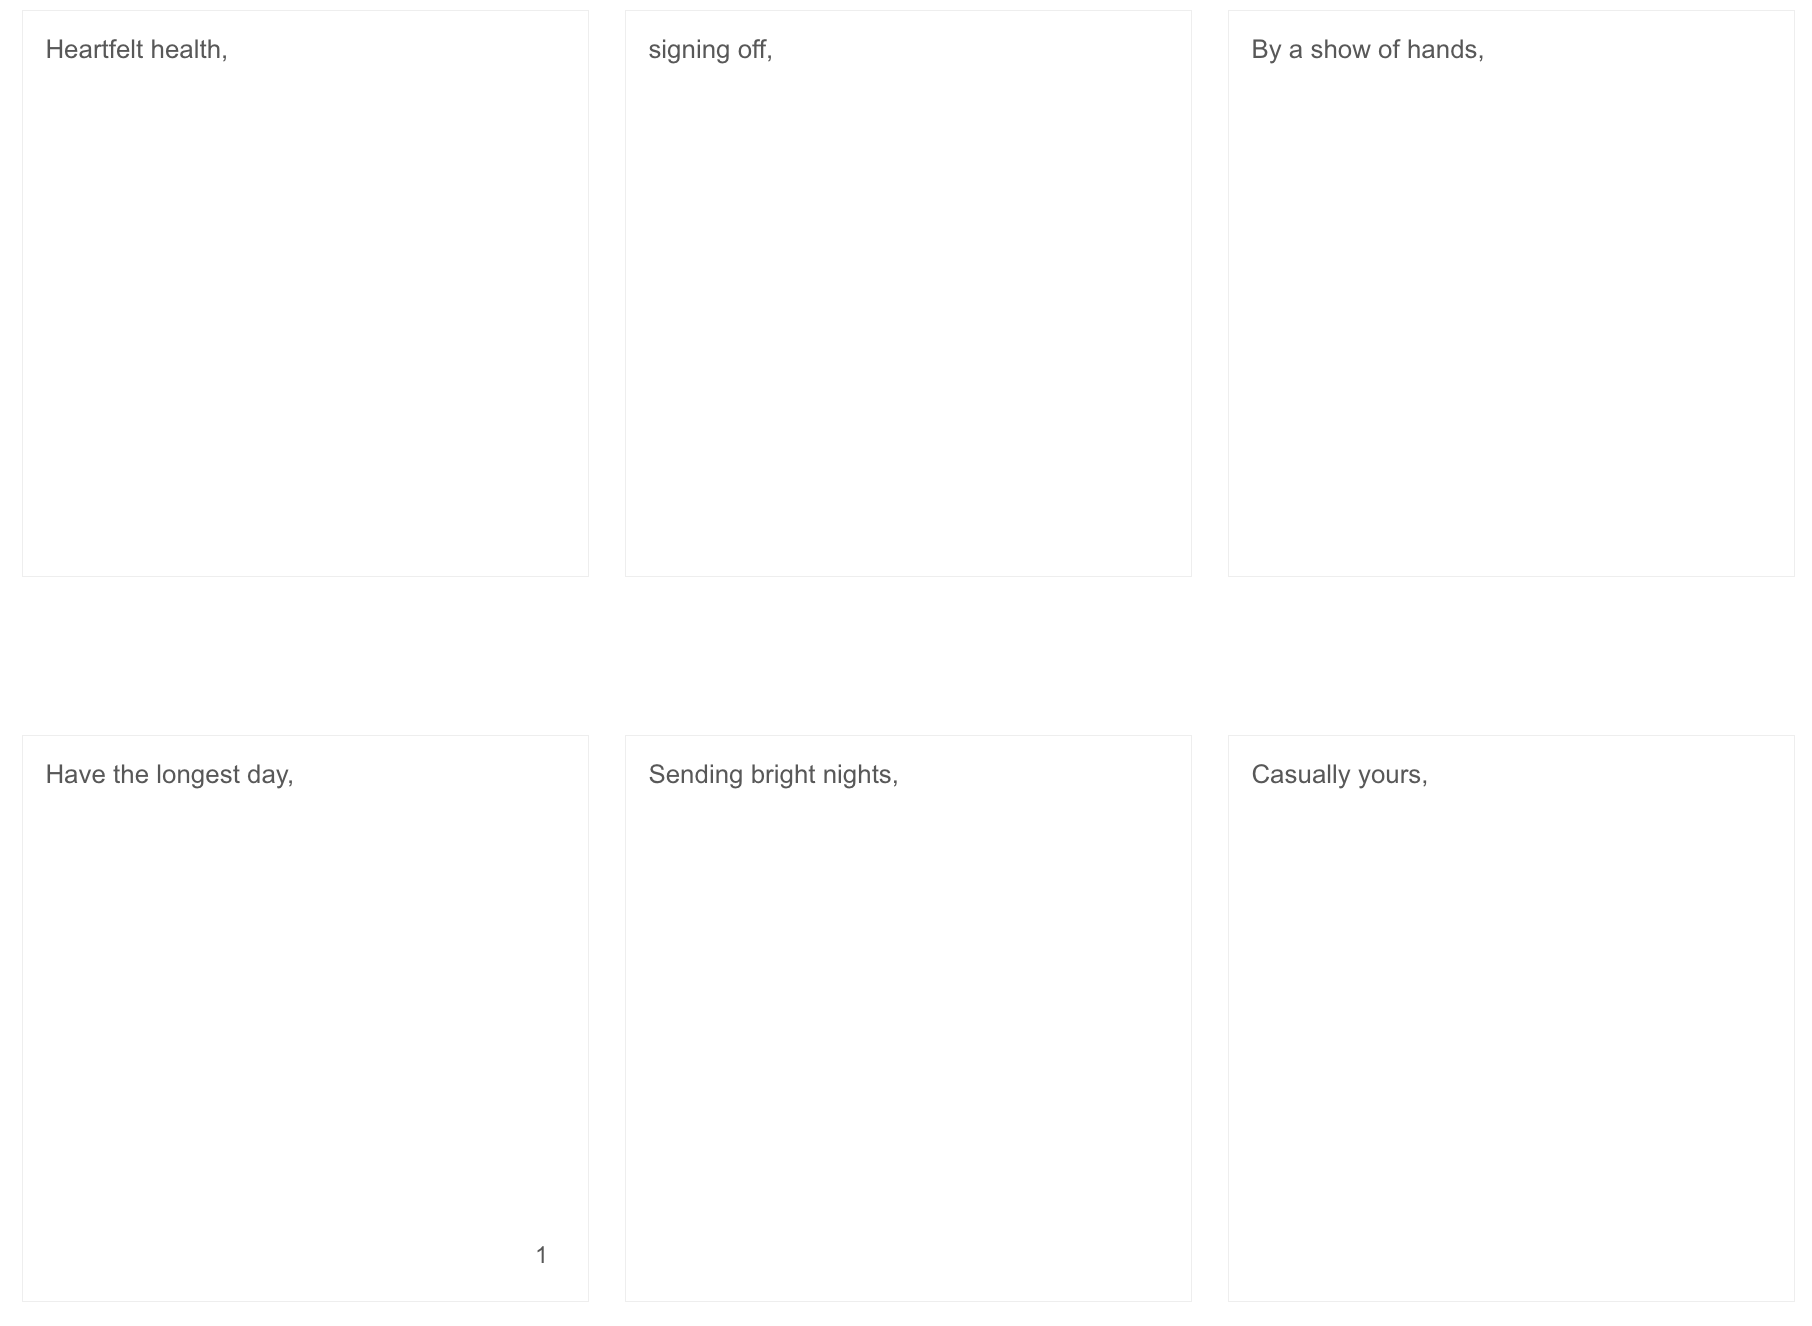 Heartfelt health,
signing off,
By a show of hands,
Have the longest day,
Sending bright nights,
Casually yours,
1